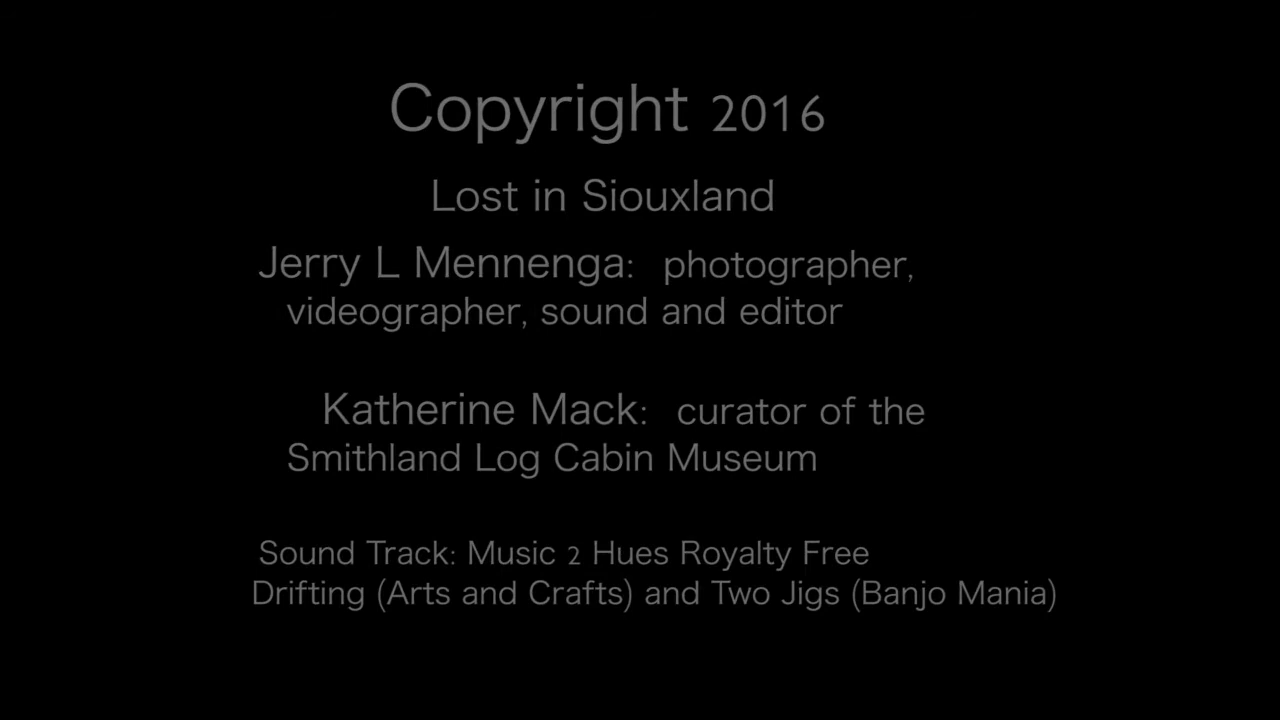 Copyright 2016
Lost in Siouxland
Jerry L Mennenga: photographer,
videographer, sound and editor
Katherine Mack: curator of the
Smithland Log Cabin Museum
Sound Track: Music 2 Hues Royalty Free
Drifting (Arts and Crafts) and Two Jigs (Banjo Mania)